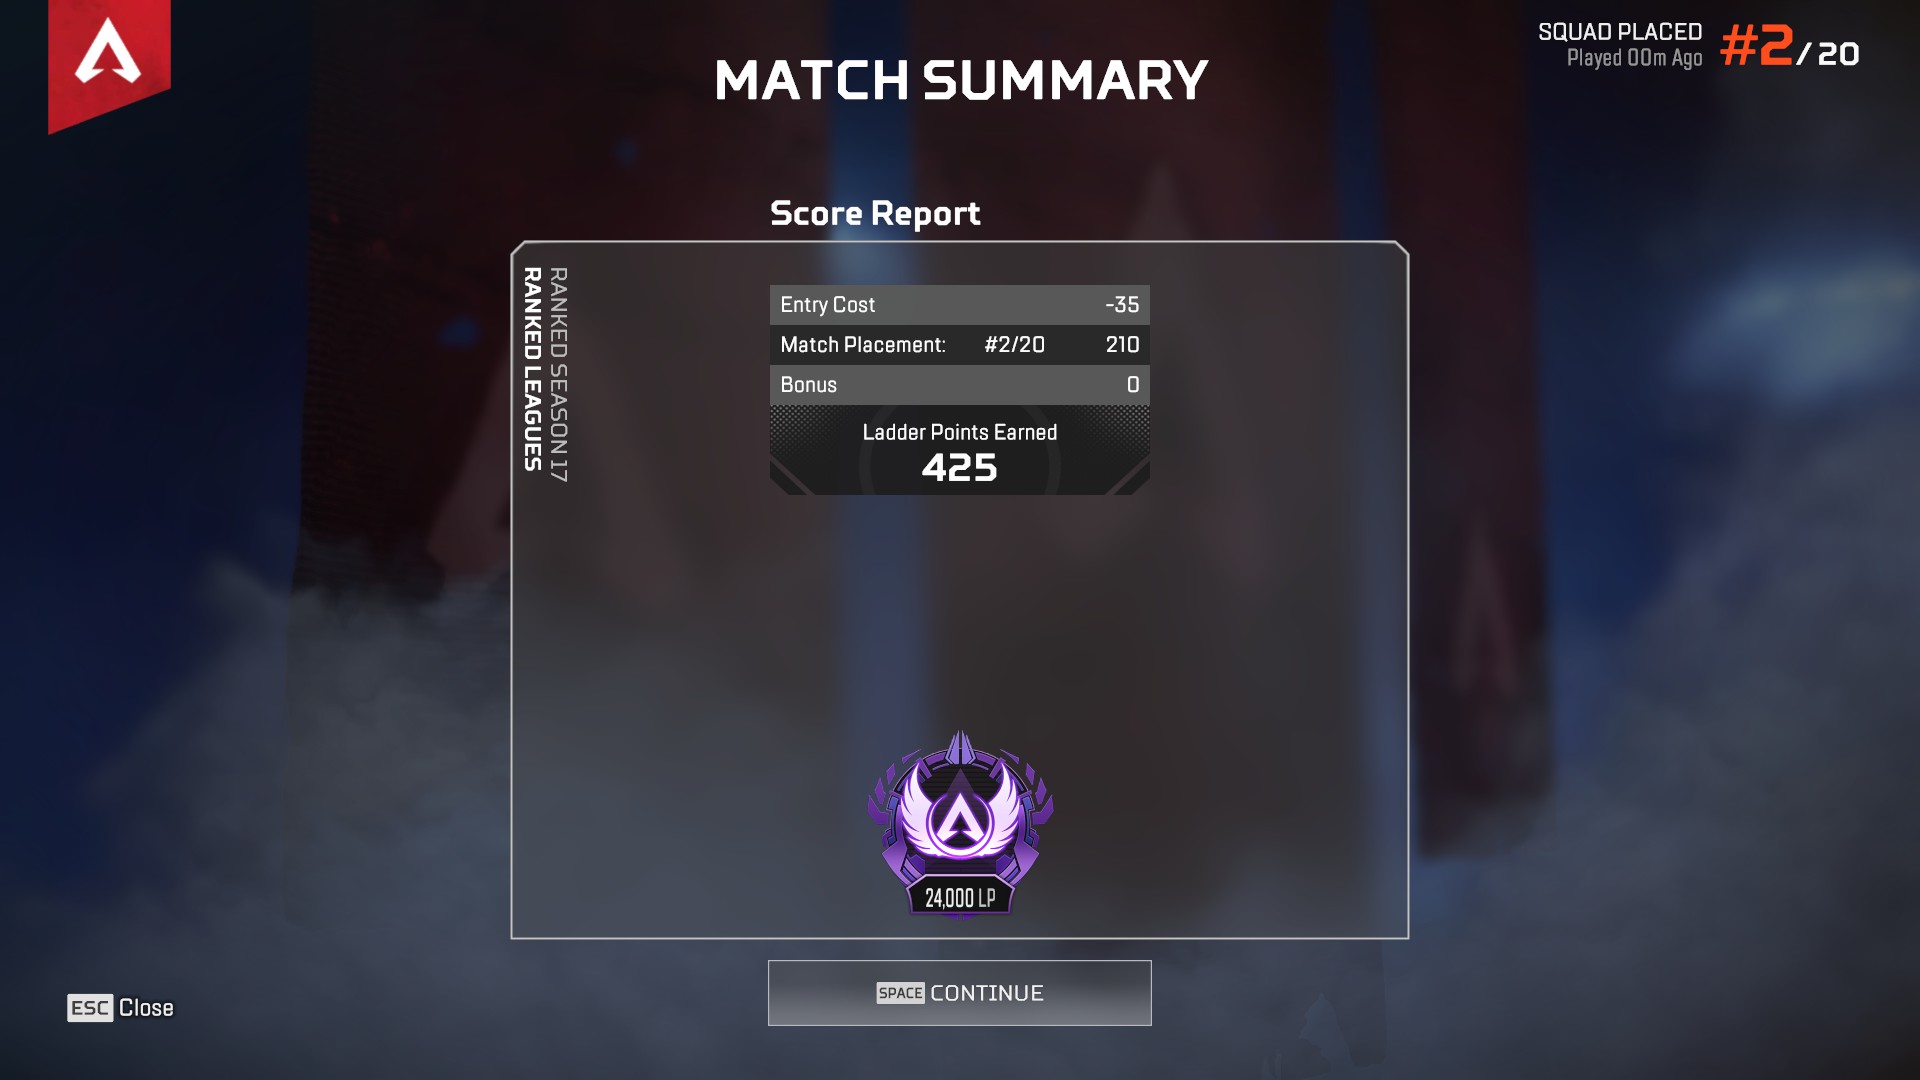 SQUAD PLACED
Played 00m Ago
#2/20
MATCH SUMMARY
Score Report
RANKED LEAGUES
RANKED SEASON 17
Entry Cost -35
Match Placement: #2/20 210
Bonus 0
Ladder Points Earned
425
24,000 LP
SPACE CONTINUE
ESC Close